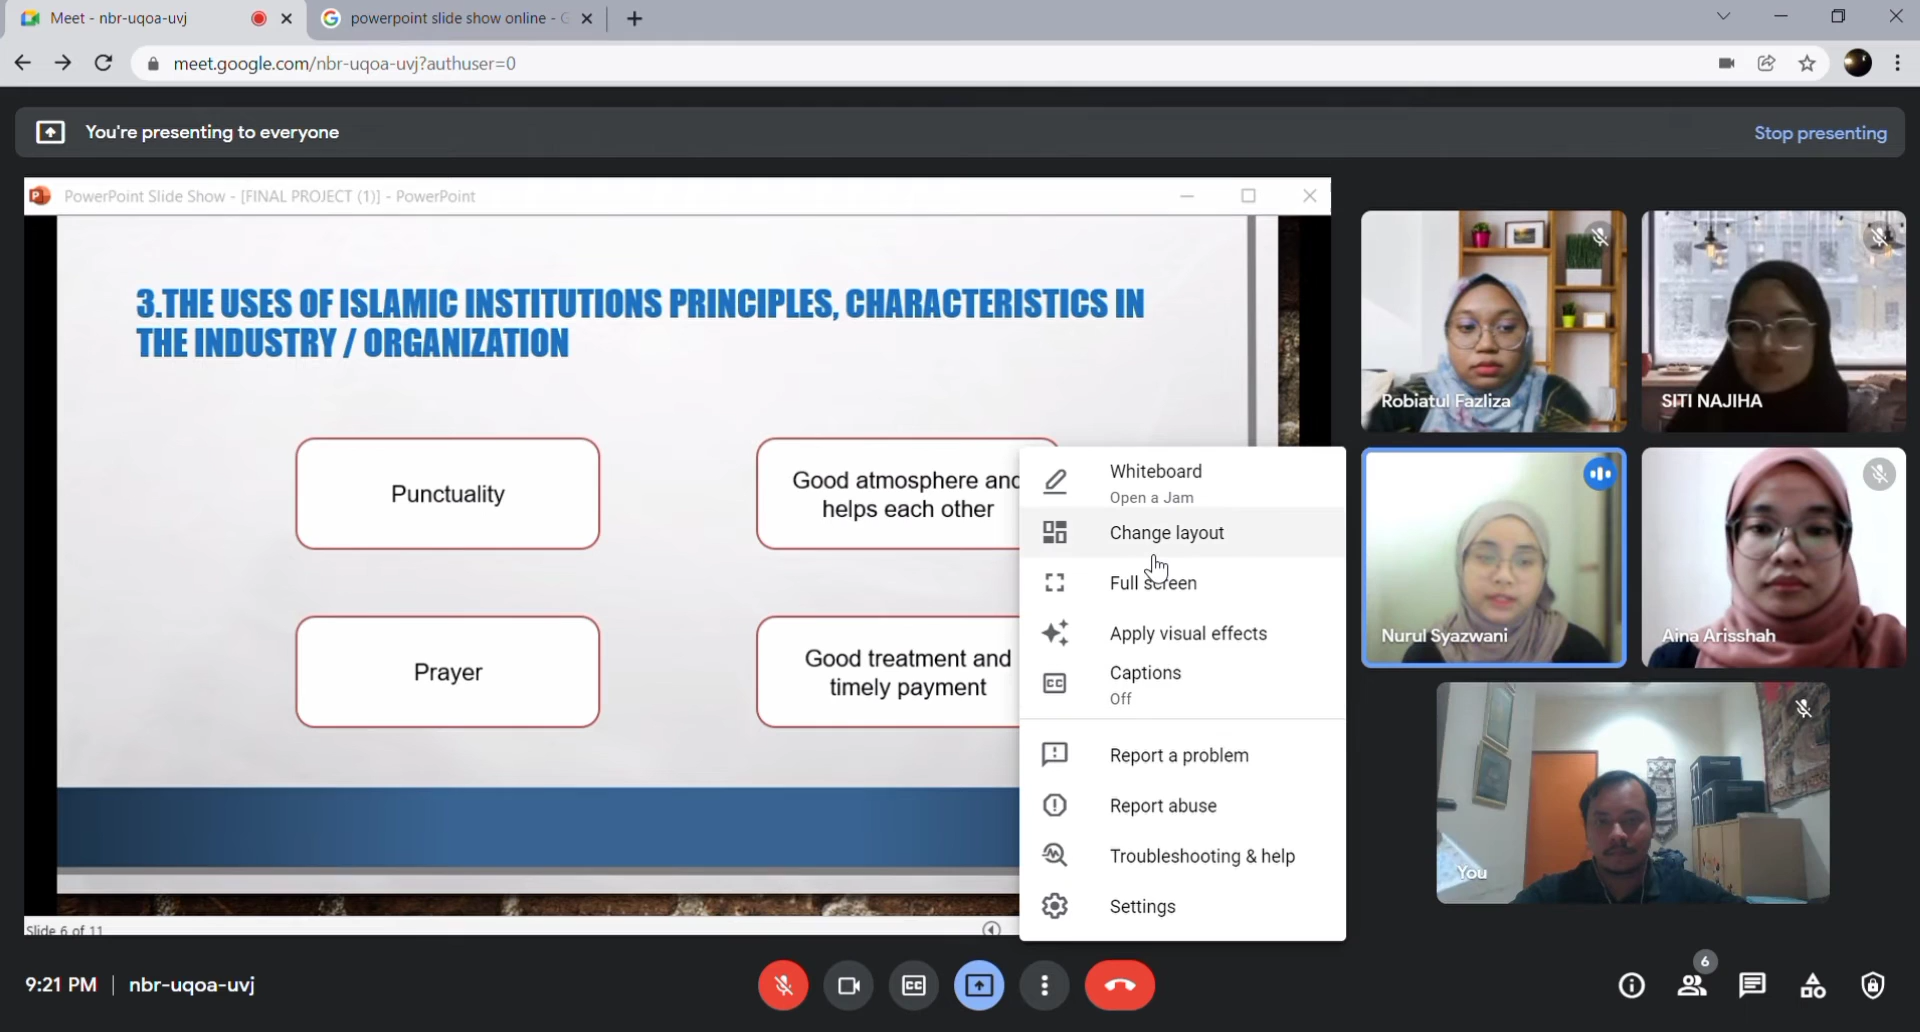 Meet - nbr-uqoa-uvj
powerpoint slide show online - G
meet.google.com/nbr-uqoa-uvj?authuser=0
You're presenting to everyone
Stop presenting
PowerPoint Slide Show - [FINAL PROJECT (1)] - PowerPoint
3.THE USES OF ISLAMIC INSTITUTIONS PRINCIPLES, CHARACTERISTICS IN
THE INDUSTRY / ORGANIZATION
Punctuality
Good atmosphere and
helps each other
Prayer
Good treatment and
timely payment
Slide 6 of 11
Whiteboard
Open a Jam
Change layout
Full screen
Apply visual effects
Captions
Off
Report a problem
Report abuse
Troubleshooting & help
Settings
Robiatul Fazliza
SITI NAJIHA
Nurul Syazwani
Aina Arisshah
You
9:21 PM | nbr-uqoa-uvj
6